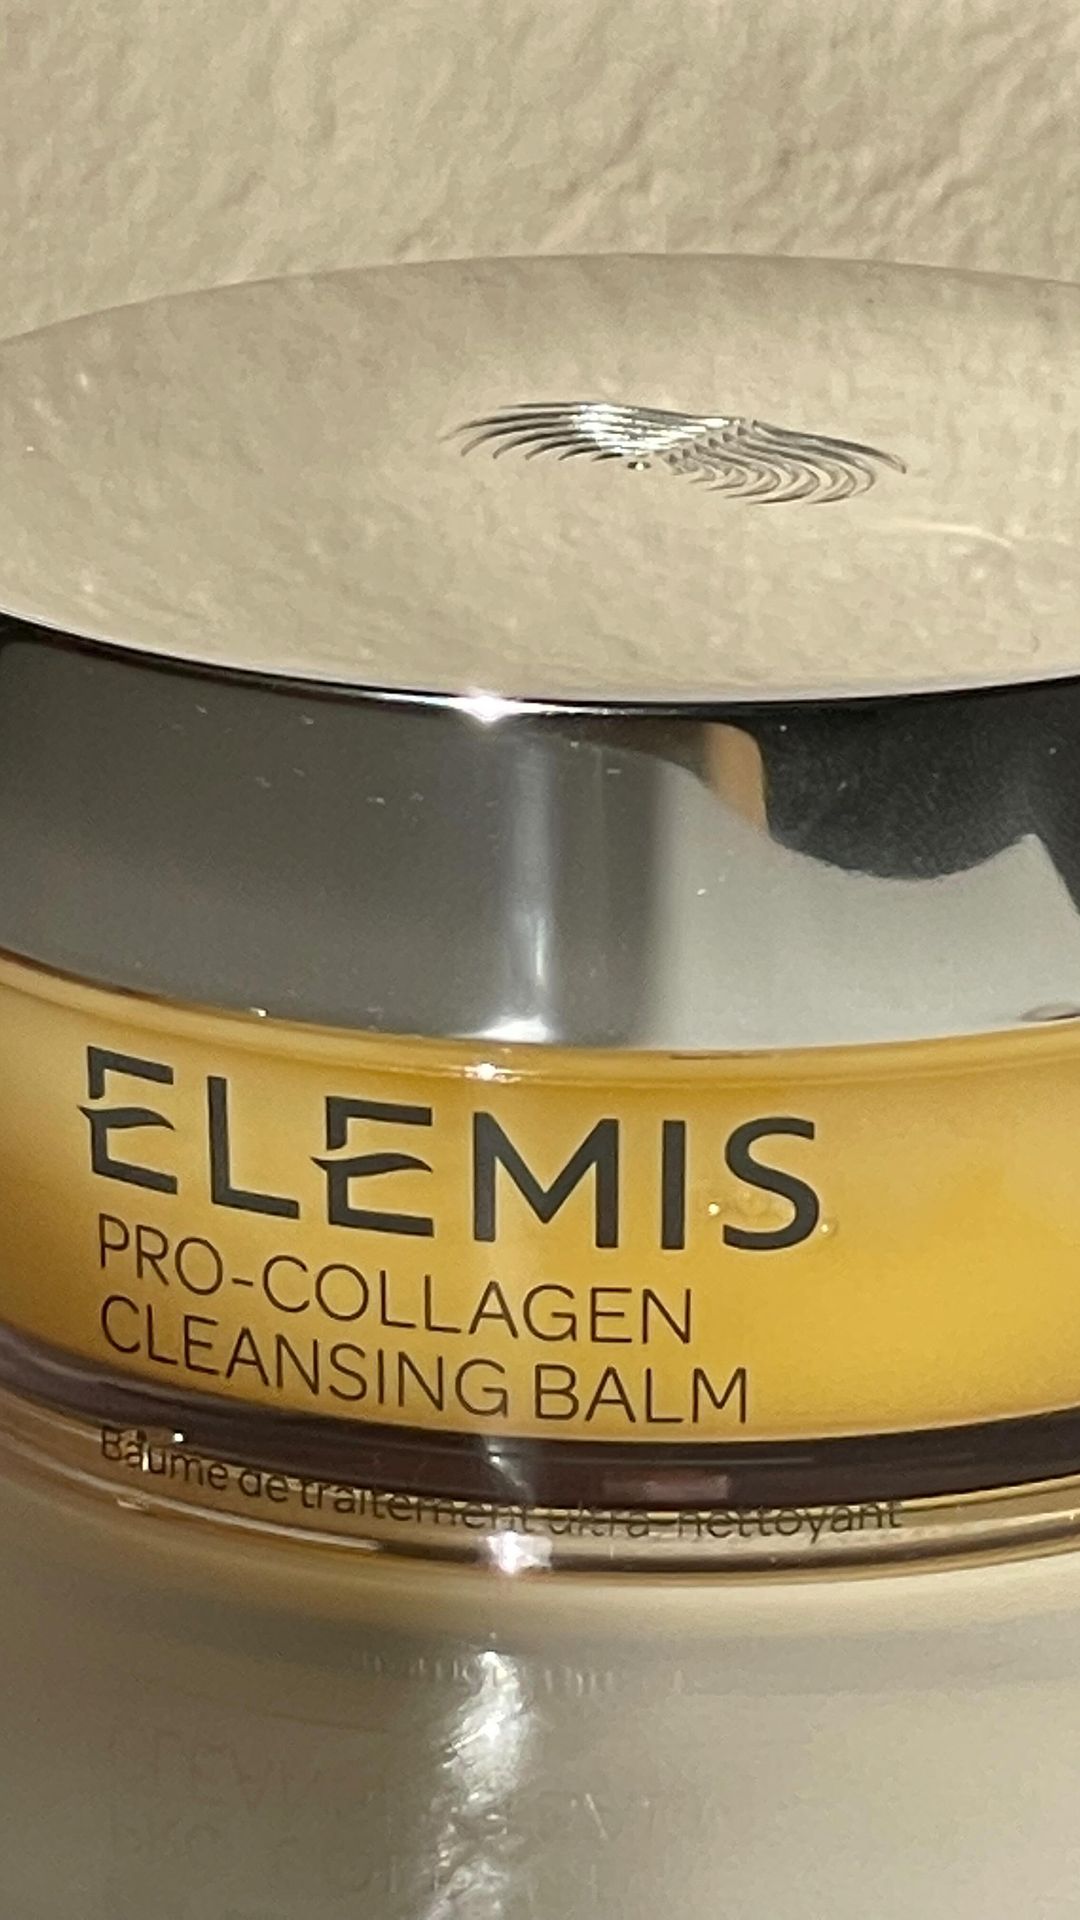 ELEMIS
PRO-COLLAGEN
CLEANSING BALM
Baume de traitement ultra-nettoyant